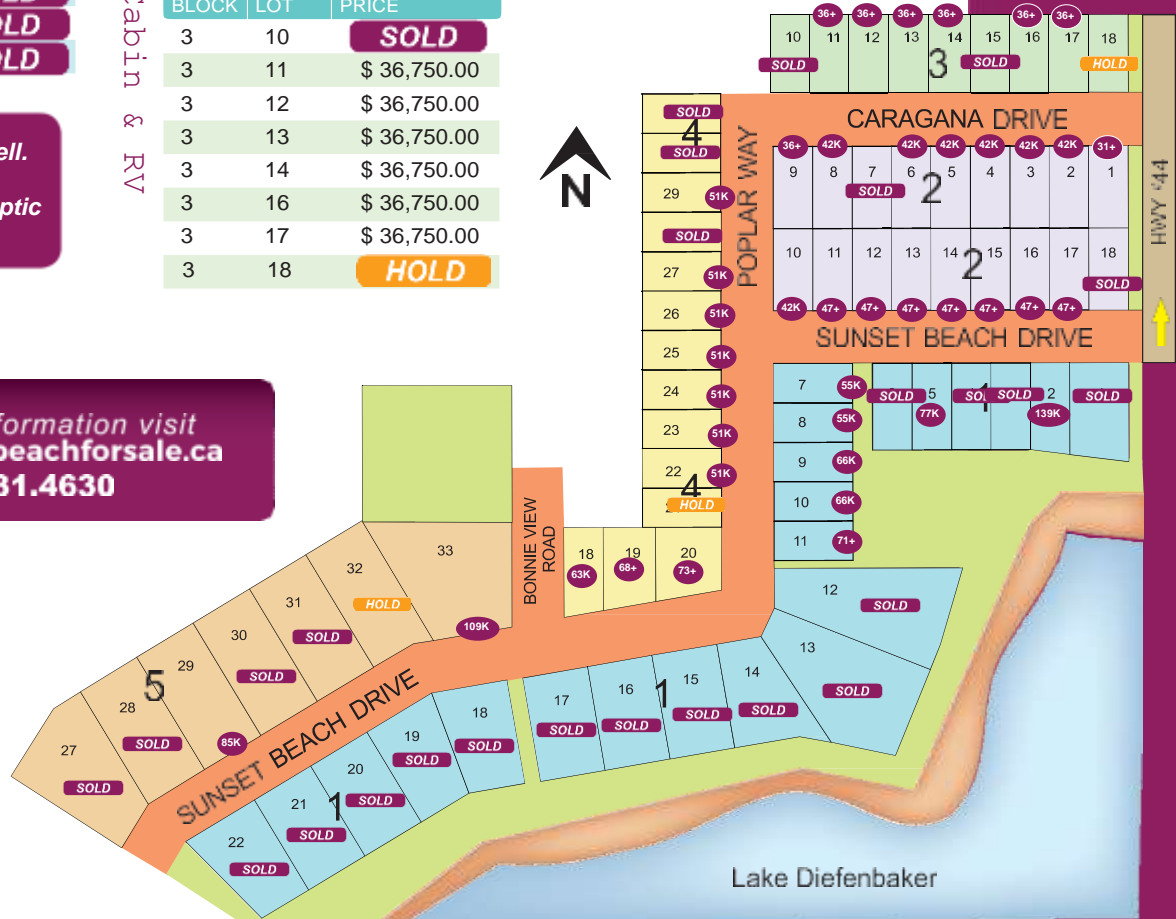 OLD
OLD
ell.
ptic
abin & RV
BLOCK LOT PRICE
3 10 SOLD
3 11 $ 36,750.00
3 12 $ 36,750.00
3 13 $ 36,750.00
3 14 $ 36,750.00
3 16 $ 36,750.00
3 17 $ 36,750.00
3 18 HOLD
formation visit
beachforsale.ca
31.4630
N
36+ 36+ 36+ 36+ 36+ 36+
10 11 12 13 14 15 16 17 18
SOLD 3 SOLD HOLD
CARAGANA DRIVE
36+ 42K 42K 42K 42K 42K 42K 31+
9 8 7 6 5 4 3 2 1
SOLD 2
10 11 12 13 14 15 16 17 18
2 SOLD
42K 47+ 47+ 47+ 47+ 47+ 47+ 47+
SUNSET BEACH DRIVE
HWY #44
POPLAR WAY
SOLD
4
SOLD
29 51K
SOLD
27 51K
26 51K
25 51K
24 51K
23 51K
22 51K
4
HOLD
7 55K
8 55K
9 66K
10 66K
11 71+
SOLD 5 SOLD 1 SOLD 2 SOLD
77K 139K
BONNIE VIEW
ROAD
18 19 20
63K 68+ 73+
12 SOLD
13 SOLD
14 SOLD
15 SOLD
1
16 SOLD
17 SOLD
18 SOLD
19 SOLD
20 SOLD
1
21 SOLD
22 SOLD
33 109K
32 HOLD
31 SOLD
30 SOLD
29 85K
5
28 SOLD
27 SOLD
SUNSET BEACH DRIVE
Lake Diefenbaker